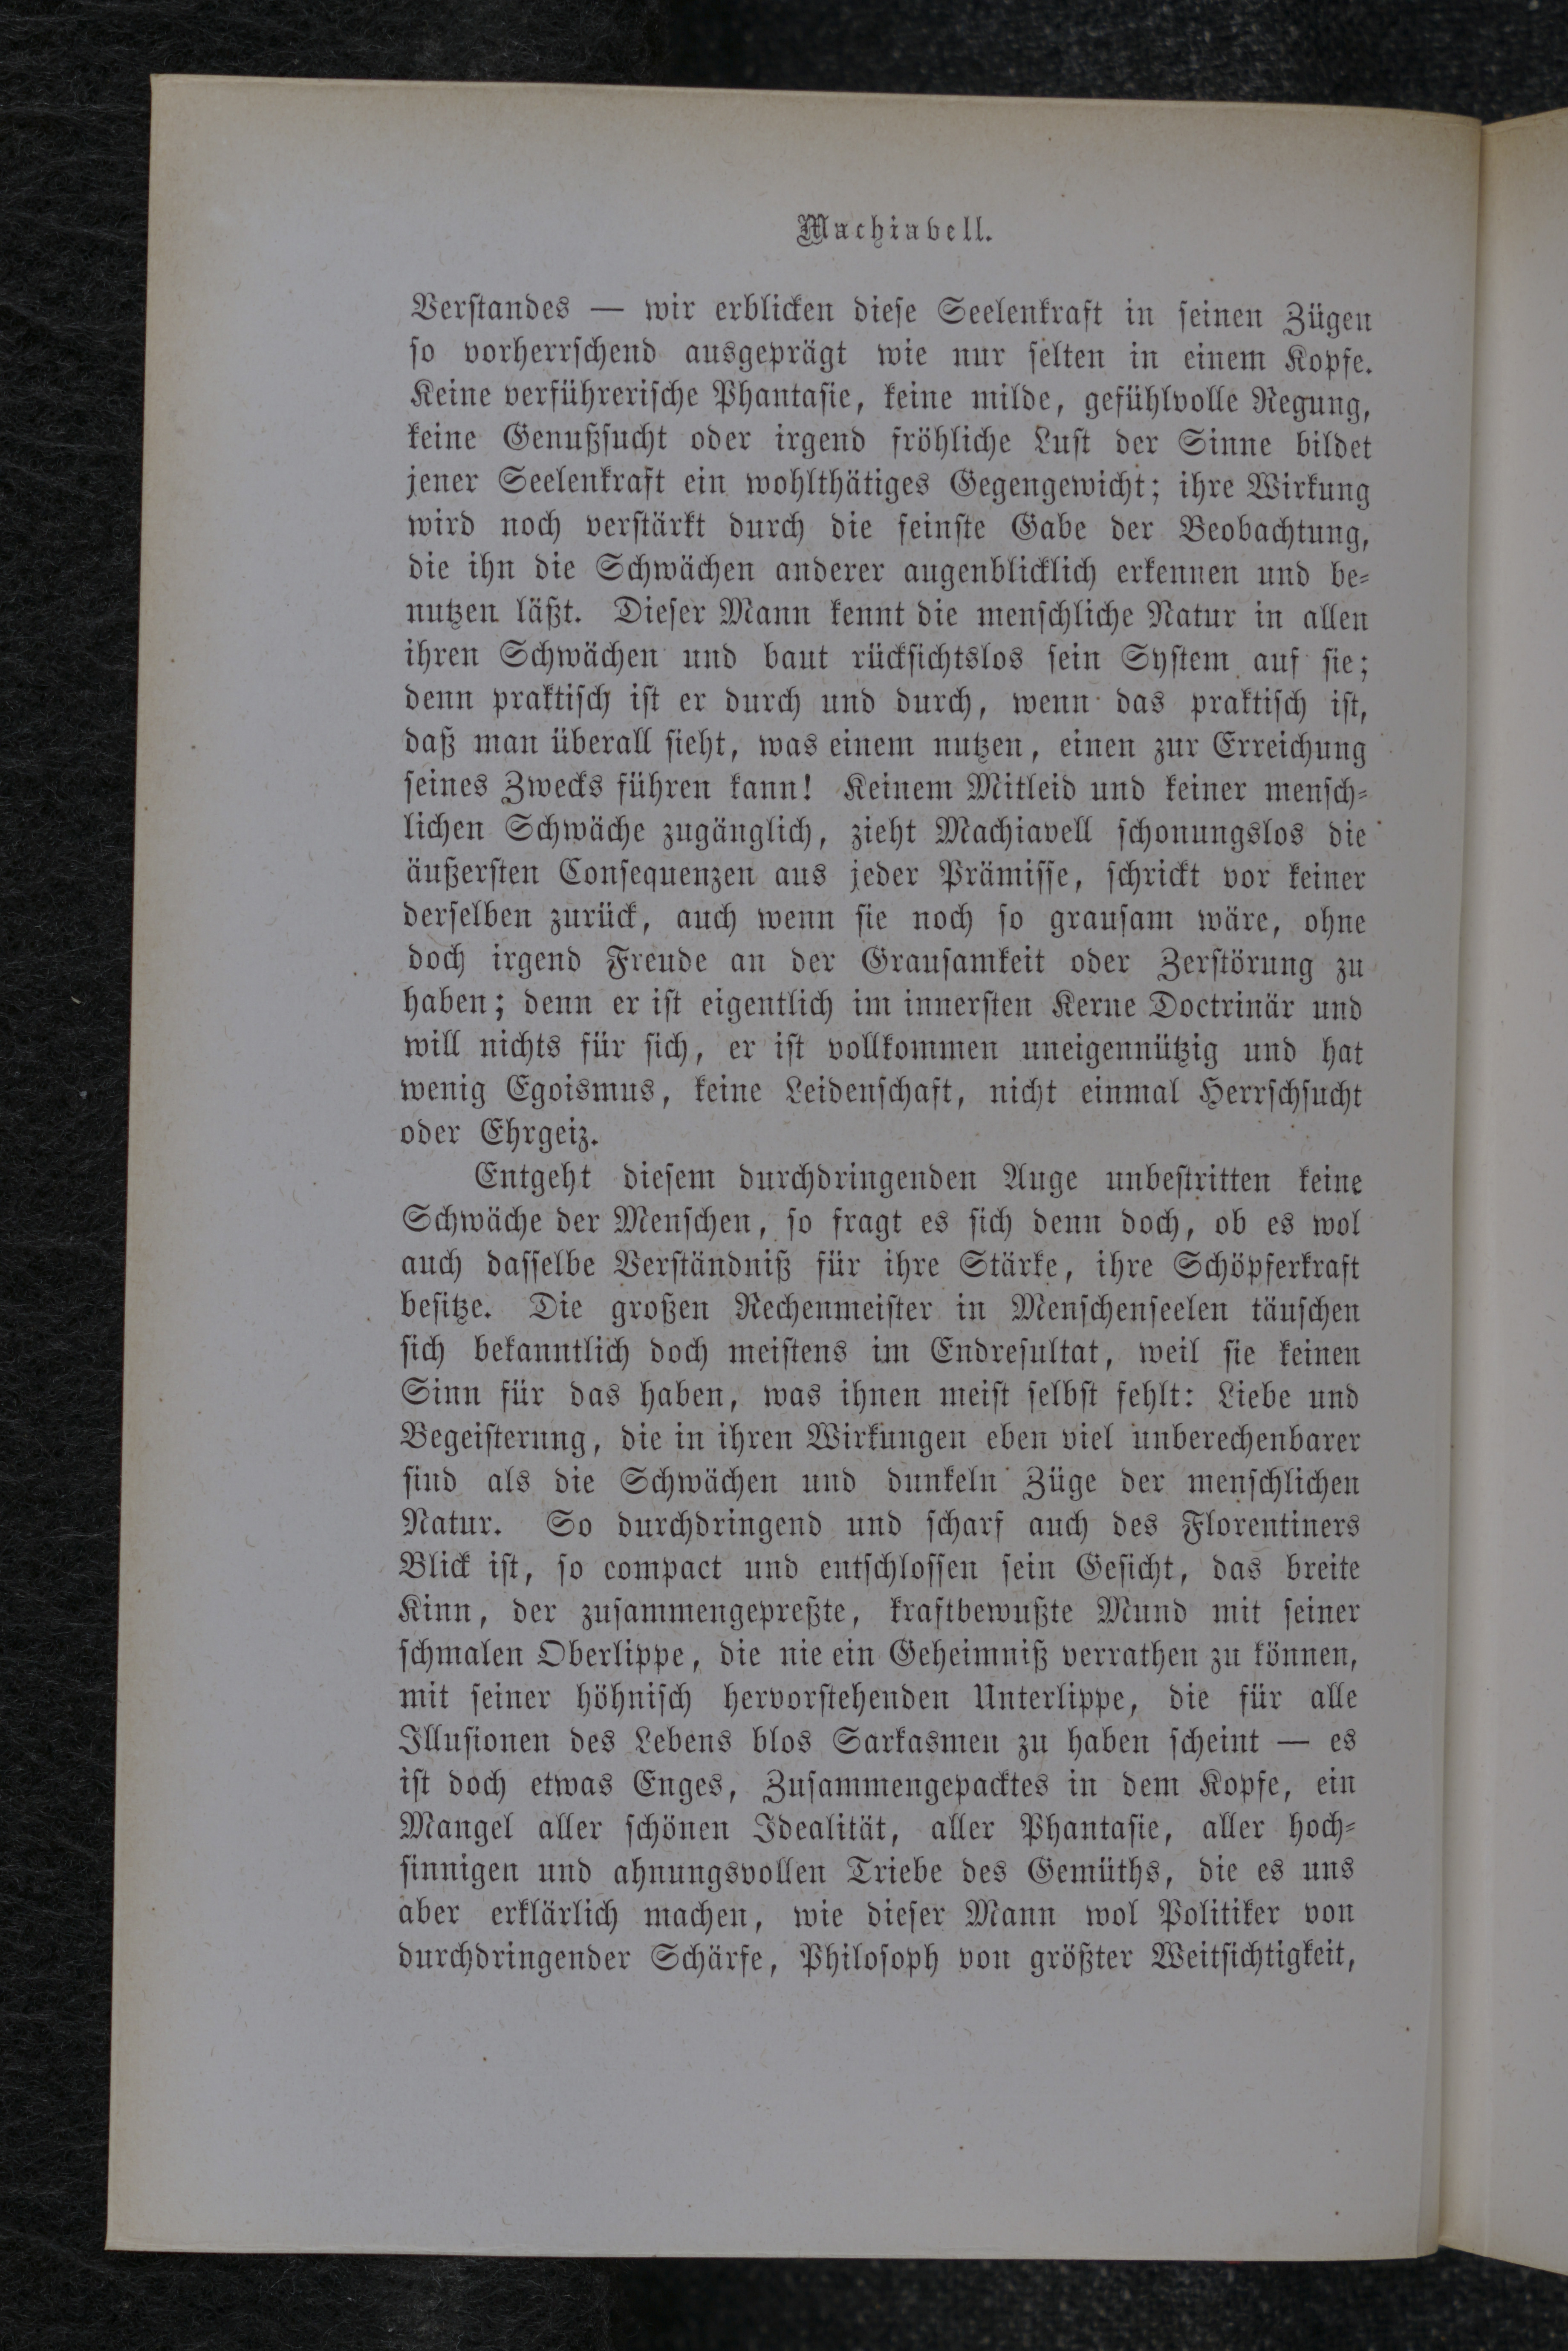 Machiavell.
Verstandes — wir erblicken diese Seelenkraft in seinen Zügen
so vorherrschend ausgeprägt wie nur selten in einem Kopfe.
Keine verführerische Phantasie, keine milde, gefühlvolle Regung,
keine Genußsucht oder irgend fröhliche Lust der Sinne bildet
jener Seelenkraft ein wohlthätiges Gegengewicht; ihre Wirkung
wird noch verstärkt durch die feinste Gabe der Beobachtung,
die ihn die Schwächen anderer augenblicklich erkennen und be-
nutzen läßt. Dieser Mann kennt die menschliche Natur in allen
ihren Schwächen und baut rücksichtslos sein System auf sie;
denn praktisch ist er durch und durch, wenn das praktisch ist,
daß man überall sieht, was einem nutzen, einen zur Erreichung
seines Zwecks führen kann! Keinem Mitleid und keiner mensch-
lichen Schwäche zugänglich, zieht Machiavell schonungslos die
äußersten Consequenzen aus jeder Prämisse, schrickt vor keiner
derselben zurück, auch wenn sie noch so grausam wäre, ohne
doch irgend Freude an der Grausamkeit oder Zerstörung zu
haben; denn er ist eigentlich im innersten Kerne Doctrinär und
will nichts für sich, er ist vollkommen uneigennützig und hat
wenig Egoismus, keine Leidenschaft, nicht einmal Herrschsucht
oder Ehrgeiz.
Entgeht diesem durchdringenden Auge unbestritten keine
Schwäche der Menschen, so fragt es sich denn doch, ob es wol
auch dasselbe Verständniß für ihre Stärke, ihre Schöpferkraft
besitze. Die großen Rechenmeister in Menschenseelen täuschen
sich bekanntlich doch meistens im Endresultat, weil sie keinen
Sinn für das haben, was ihnen meist selbst fehlt: Liebe und
Begeisterung, die in ihren Wirkungen eben viel unberechenbarer
sind als die Schwächen und dunkeln Züge der menschlichen
Natur. So durchdringend und scharf auch des Florentiners
Blick ist, so compact und entschlossen sein Gesicht, das breite
Kinn, der zusammengepreßte, kraftbewußte Mund mit seiner
schmalen Oberlippe, die nie ein Geheimniß verrathen zu können,
mit seiner höhnisch hervorstehenden Unterlippe, die für alle
Illusionen des Lebens blos Sarkasmen zu haben scheint — es
ist doch etwas Enges, Zusammengepacktes in dem Kopfe, ein
Mangel aller schönen Idealität, aller Phantasie, aller hoch-
sinnigen und ahnungsvollen Triebe des Gemüths, die es uns
aber erklärlich machen, wie dieser Mann wol Politiker von
durchdringender Schärfe, Philosoph von größter Weitsichtigkeit,